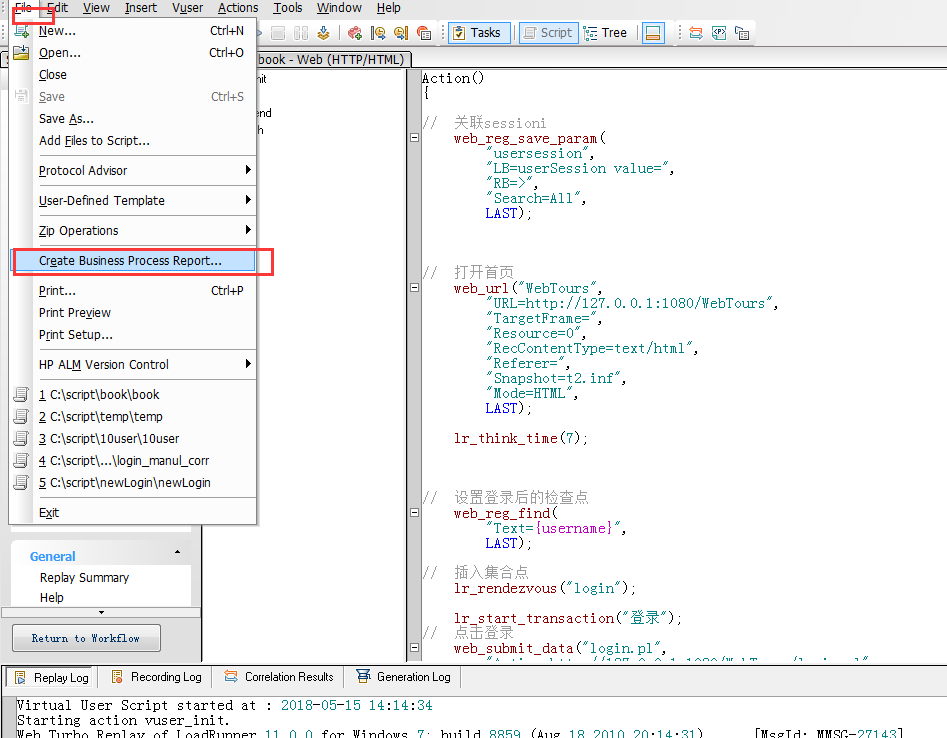 File Edit View Insert Vuser Actions Tools Window Help
Tasks Script Tree
New... Ctrl+N
Open... Ctrl+O
Close
Save Ctrl+S
Save As...
Add Files to Script...
Protocol Advisor
User-Defined Template
Zip Operations
Create Business Process Report...
Print... Ctrl+P
Print Preview
Print Setup...
HP ALM Version Control
1 C:\script\book\book
2 C:\script\temp\temp
3 C:\script\10user\10user
4 C:\script\...\login_manul_corr
5 C:\script\newLogin\newLogin
Exit
General
Replay Summary
Help
Return to Workflow
book - Web (HTTP/HTML)
Action()
{
// 关联sessioni
web_reg_save_param(
"usersession",
"LB=userSession value=",
"RB=>",
"Search=All",
LAST);
// 打开首页
web_url("WebTours",
"URL=http://127.0.0.1:1080/WebTours",
"TargetFrame=",
"Resource=0",
"RecContentType=text/html",
"Referer=",
"Snapshot=t2.inf",
"Mode=HTML",
LAST);
lr_think_time(7);
// 设置登录后的检查点
web_reg_find(
"Text={username}",
LAST);
// 插入集合点
lr_rendezvous("login");
lr_start_transaction("登录");
// 点击登录
web_submit_data("login.pl",
Replay Log Recording Log Correlation Results Generation Log
Virtual User Script started at : 2018-05-15 14:14:34
Starting action vuser_init.
Web Turbo Replay of LoadRunner 11.0.0 for Windows 7; build 8859 (Aug 18 2010 20:14:31) [MsgId: MMSG-27143]